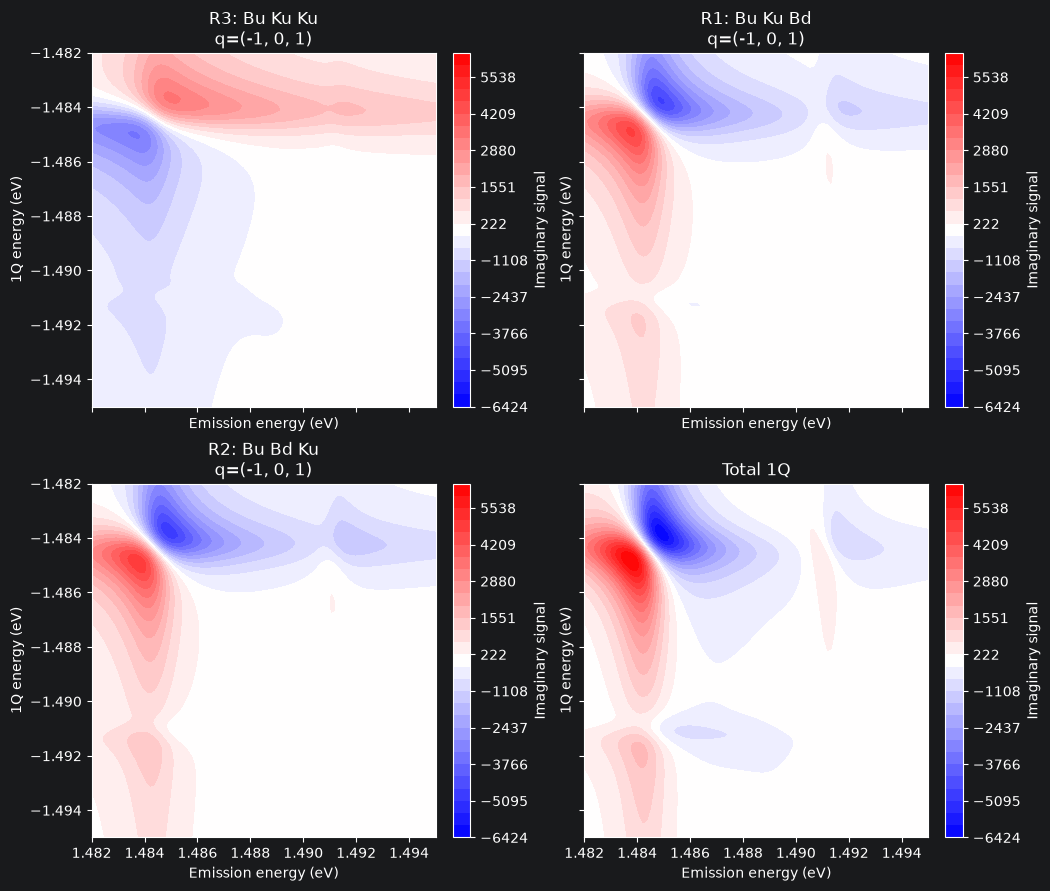 R3: Bu Ku Ku
q=(-1, 0, 1)
−1.482
−1.484
−1.486
−1.488
−1.490
−1.492
−1.494
1Q energy (eV)
Emission energy (eV)
5538
4209
2880
1551
222
−1108
−2437
−3766
−5095
−6424
Imaginary signal
R1: Bu Ku Bd
q=(-1, 0, 1)
1Q energy (eV)
Emission energy (eV)
5538
4209
2880
1551
222
−1108
−2437
−3766
−5095
−6424
Imaginary signal
R2: Bu Bd Ku
q=(-1, 0, 1)
−1.482
−1.484
−1.486
−1.488
−1.490
−1.492
−1.494
1Q energy (eV)
1.482 1.484 1.486 1.488 1.490 1.492 1.494
Emission energy (eV)
5538
4209
2880
1551
222
−1108
−2437
−3766
−5095
−6424
Imaginary signal
Total 1Q
1Q energy (eV)
1.482 1.484 1.486 1.488 1.490 1.492 1.494
Emission energy (eV)
5538
4209
2880
1551
222
−1108
−2437
−3766
−5095
−6424
Imaginary signal